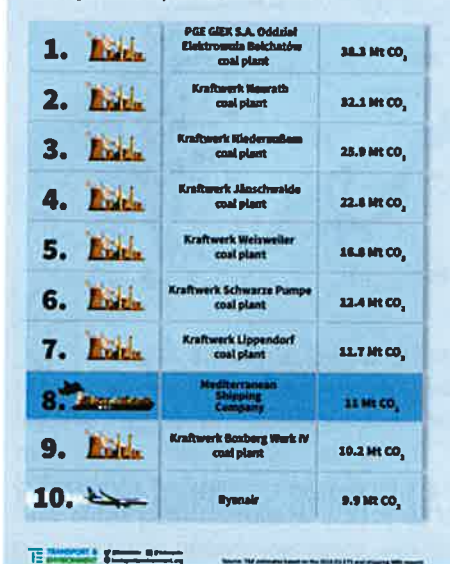 1.
PGE GiEK S.A. Oddział
Elektrownia Bełchatów
coal plant
38.3 Mt CO₂
2.
Kraftwerk Neurath
coal plant
32.1 Mt CO₂
3.
Kraftwerk Niederaußem
coal plant
25.9 Mt CO₂
4.
Kraftwerk Jänschwalde
coal plant
22.8 Mt CO₂
5.
Kraftwerk Weisweiler
coal plant
16.8 Mt CO₂
6.
Kraftwerk Schwarze Pumpe
coal plant
12.4 Mt CO₂
7.
Kraftwerk Lippendorf
coal plant
11.7 Mt CO₂
8.
Mediterranean
Shipping
Company
11 Mt CO₂
9.
Kraftwerk Boxberg Werk IV
coal plant
10.2 Mt CO₂
10.
Ryanair
9.9 Mt CO₂
TRANSPORT &
ENVIRONMENT